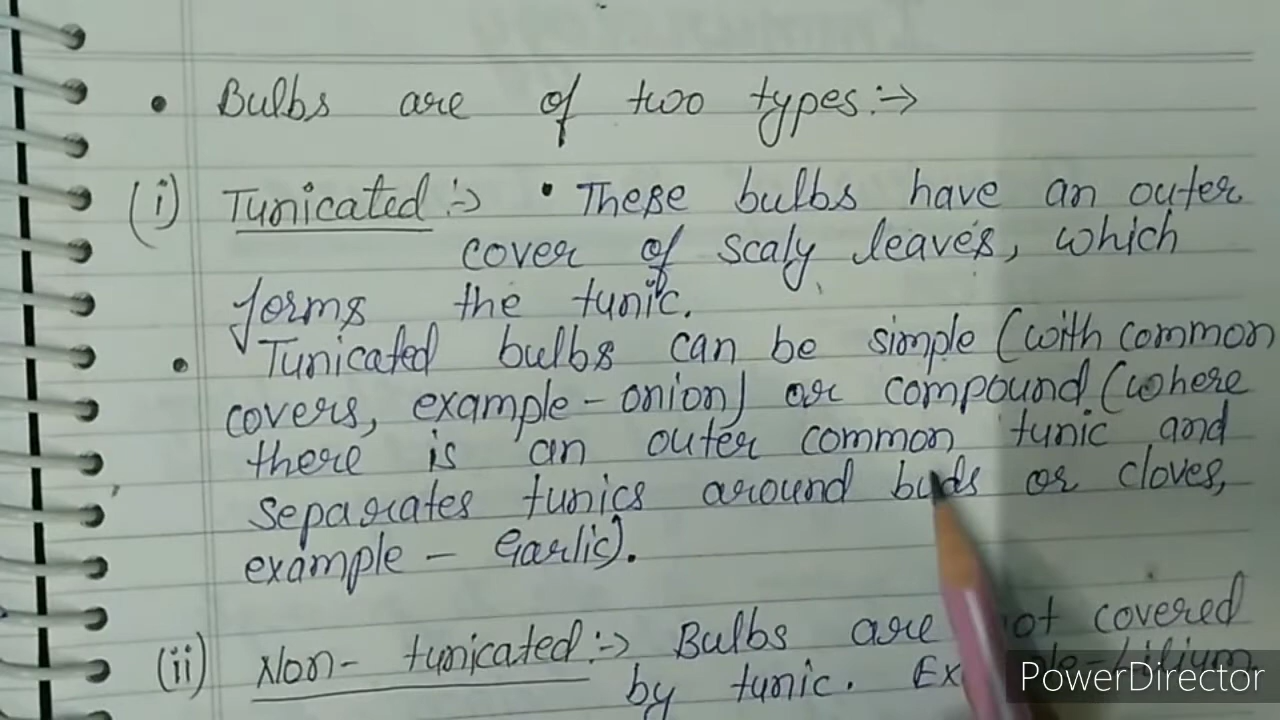 • Bulbs are of two types:→
(i) Tunicated :→ • These bulbs have an outer
cover of scaly leaves, which
forms the tunic.
• Tunicated bulbs can be simple (with common
covers, example - onion) or compound (where
there is an outer common tunic and
separates tunics around buds or cloves,
example - Garlic).
(ii) Non-tunicated :→ Bulbs are not covered
by tunic.
PowerDirector